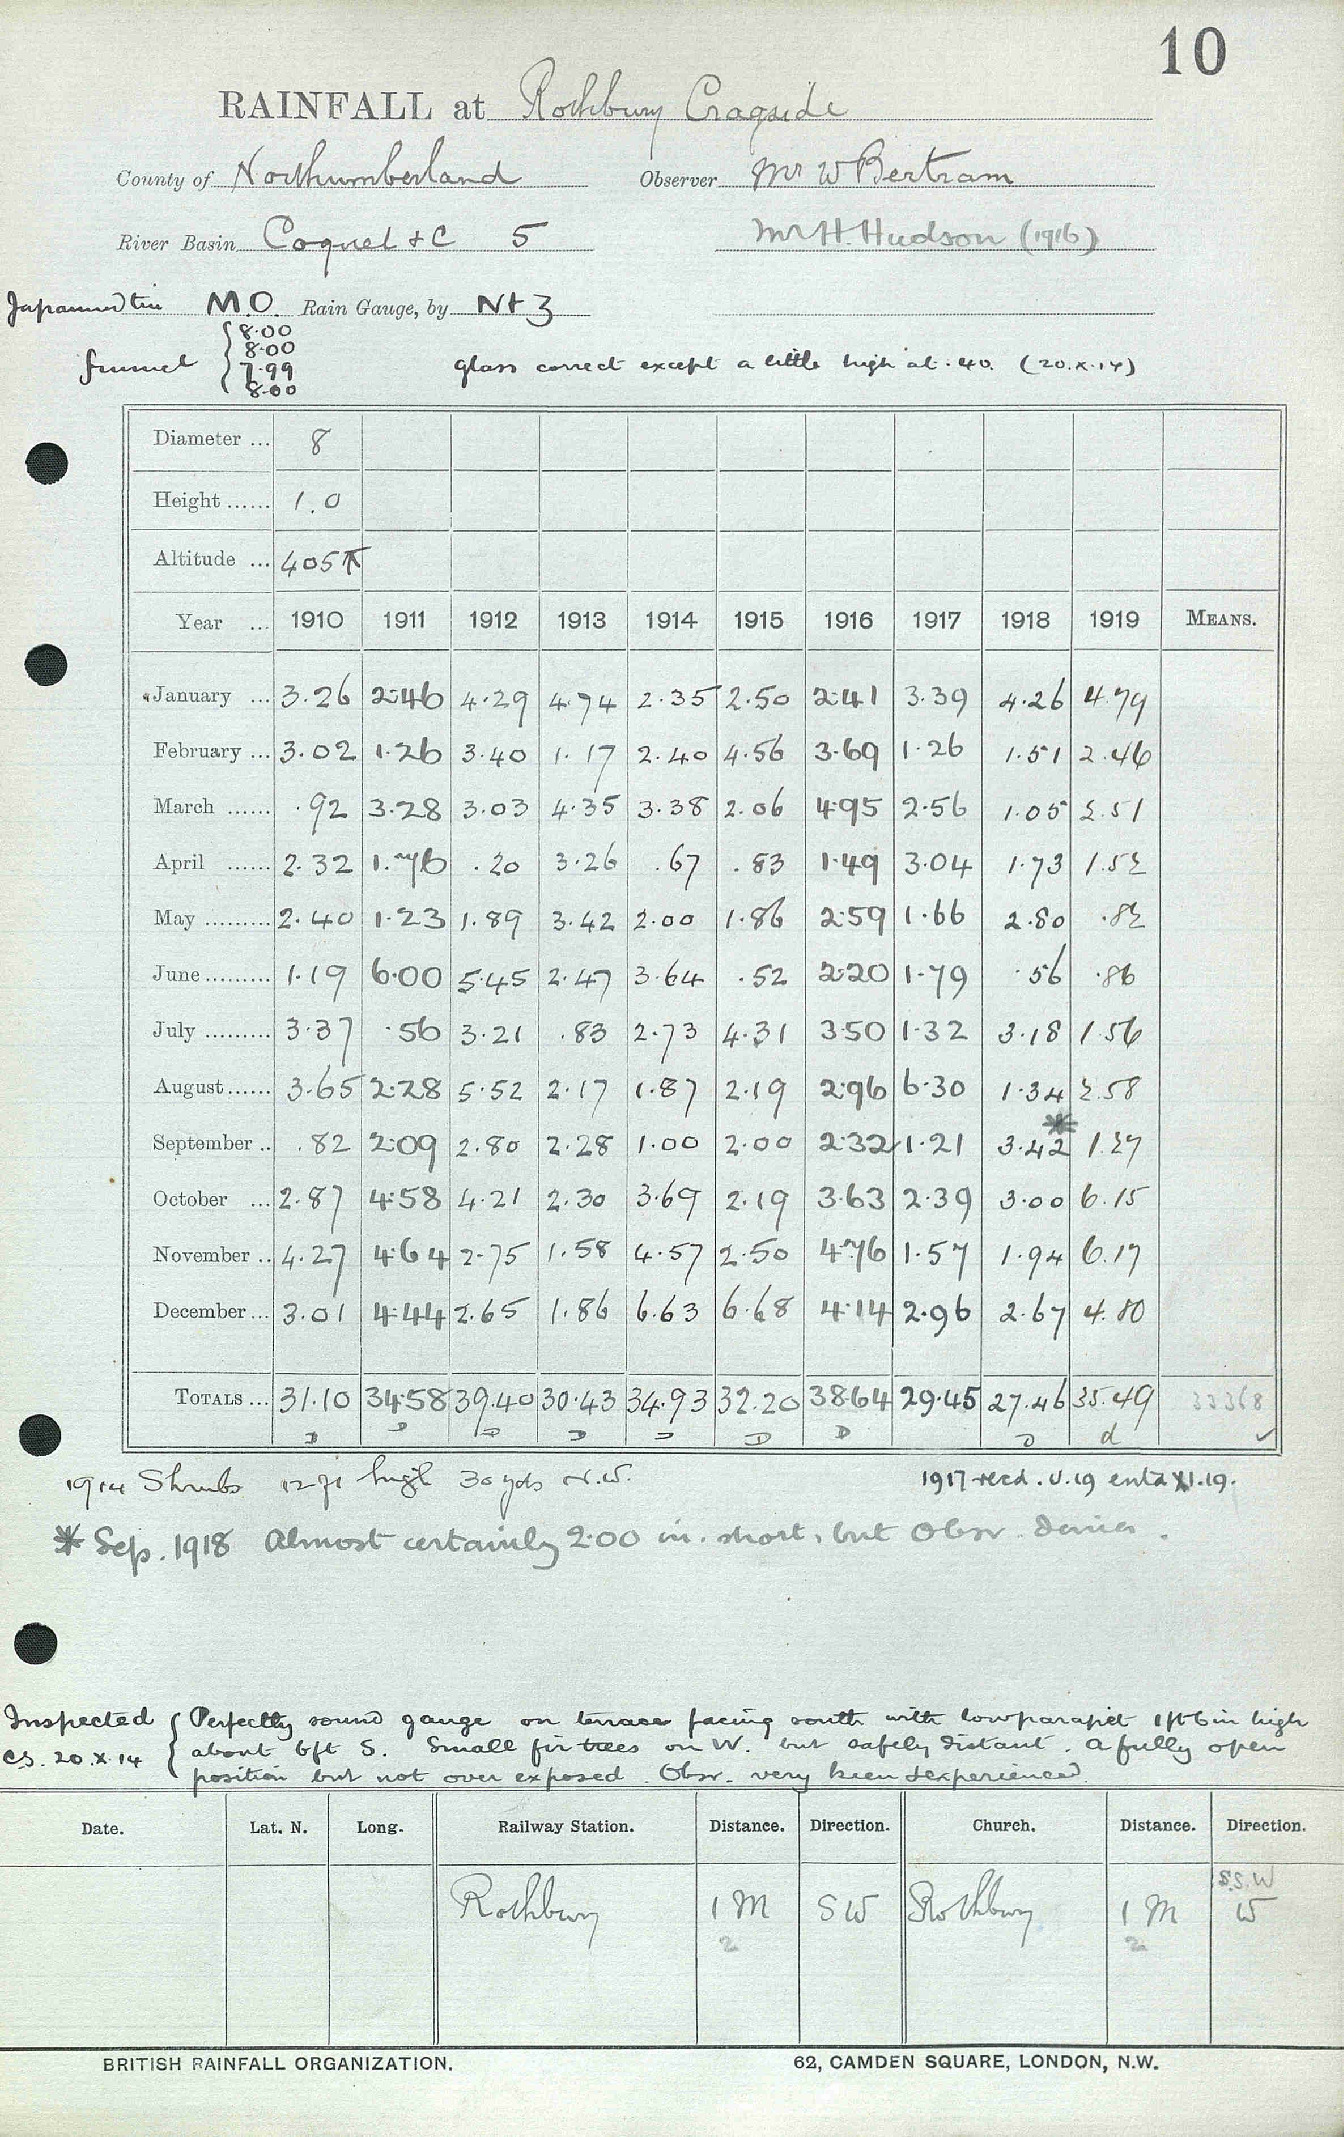 10
RAINFALL at Rothbury Cragside
County of Northumberland Observer Mr W Bertram
River Basin Coquet & C 5 Mr H. Hudson (1916)
Japanned tin M.O. Rain Gauge, by N & Z
funnel { 8.00
8.00
7.99
8.00
glass correct except a little high at .40. (20.X.14)
Diameter ... 8
Height ...... 1.0
Altitude ... 405
Year ... 1910 1911 1912 1913 1914 1915 1916 1917 1918 1919 MEANS.
January ... 3.26 2.46 4.29 4.74 2.35 2.50 2.41 3.39 4.26 4.79
February ... 3.02 1.26 3.40 1.17 2.40 4.56 3.69 1.26 1.51 2.46
March ...... .92 3.28 3.03 4.35 3.38 2.06 4.95 2.56 1.05 2.51
April ...... 2.32 1.76 .20 3.26 .67 .83 1.49 3.04 1.73 1.52
May ......... 2.40 1.23 1.89 3.42 2.00 1.86 2.59 1.66 2.80 .82
June ......... 1.19 6.00 5.45 2.47 3.64 .52 2.20 1.79 .56 .86
July ......... 3.37 .56 3.21 .83 2.73 4.31 3.50 1.32 3.18 1.56
August ...... 3.65 2.28 5.52 2.17 1.87 2.19 2.96 6.30 1.34 2.58
September .. .82 2.09 2.80 2.28 1.00 2.00 2.32 1.21 3.42* 1.27
October ... 2.87 4.58 4.21 2.30 3.69 2.19 3.63 2.39 3.00 6.15
November .. 4.27 4.64 2.75 1.58 4.57 2.50 4.76 1.57 1.94 6.17
December ... 3.01 4.44 2.65 1.86 6.63 6.68 4.14 2.96 2.67 4.80
TOTALS ... 31.10 34.58 39.40 30.43 34.93 32.20 38.64 29.45 27.46 35.49 33368
D D D D D D D D d ✓
1914 Shrubs 12 ft high 30 yds N.W. 1917 recd. V.19 entd XI.19.
* Sep. 1918 Almost certainly 2.00 in. short, but Obsr. denies.
Inspected { Perfectly sound gauge on terrace facing south with low parapet 1ft 6in high
C.S. 20.X.14 about 6ft S. Small fir trees on W. but safely distant. A fully open
position but not over exposed. Obsr. very keen & experienced
Date. Lat. N. Long. Railway Station. Distance. Direction. Church. Distance. Direction.
S.S.W
Rothbury 1 M SW Rothbury 1 M W
2 2
BRITISH RAINFALL ORGANIZATION. 62, CAMDEN SQUARE, LONDON, N.W.